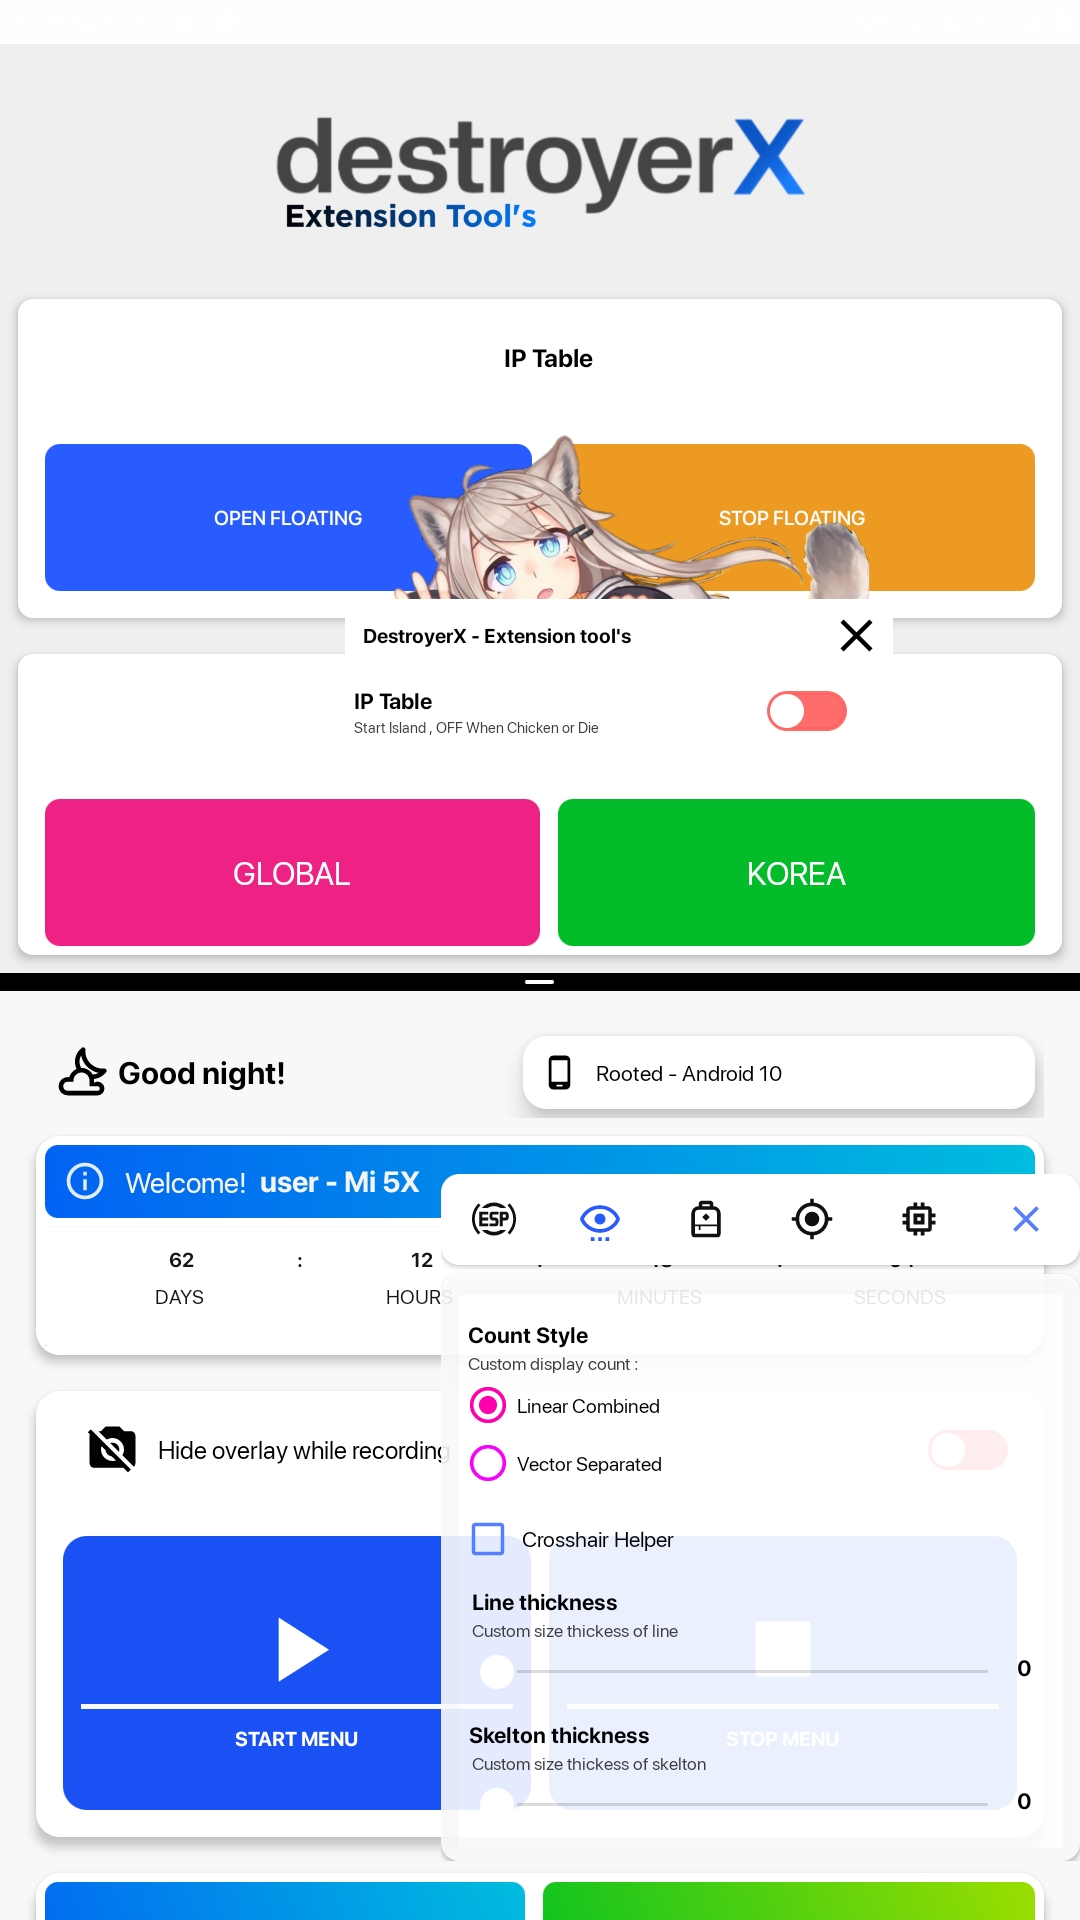 destroyerX
Extension Tool's
IP Table
OPEN FLOATING
STOP FLOATING
DestroyerX - Extension tool's
IP Table
Start Island , OFF When Chicken or Die
GLOBAL
KOREA
Good night!
Rooted - Android 10
Welcome! user - Mi 5X
ESP
62 : 12
DAYS HOURS MINUTES SECONDS
Count Style
Custom display count :
Linear Combined
Hide overlay while recording
Vector Separated
Crosshair Helper
Line thickness
Custom size thickess of line
0
START MENU
Skelton thickness
STOP MENU
Custom size thickess of skelton
0